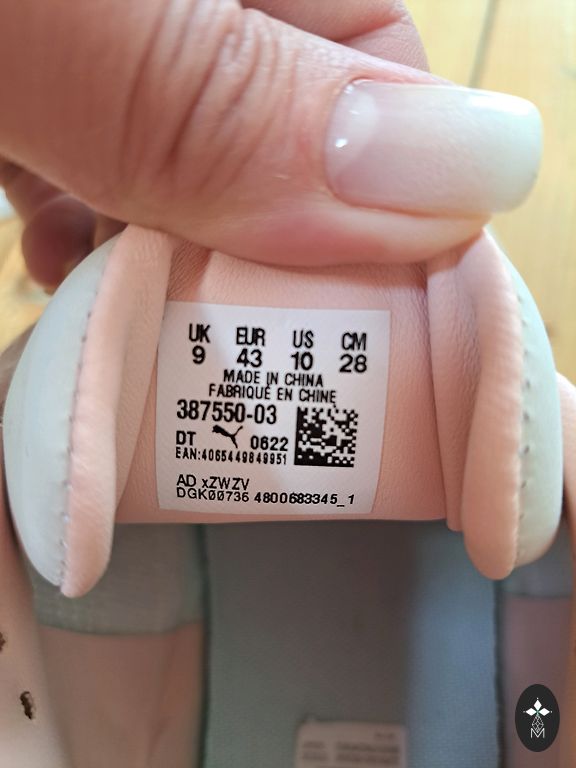 UK EUR US CM
9 43 10 28
MADE IN CHINA
FABRIQUÉ EN CHINE
387550-03
DT 0622
EAN:4065449849951
AD xZWZV
DGK00736 4800683345_1
M